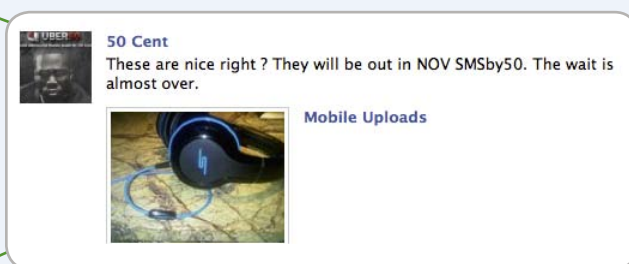 50 Cent
These are nice right ? They will be out in NOV SMSby50. The wait is
almost over.
Mobile Uploads